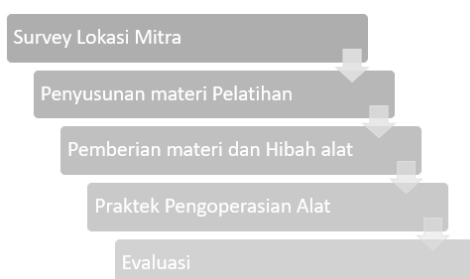 Survey Lokasi Mitra
Penyusunan materi Pelatihan
Pemberian materi dan Hibah alat
Praktek Pengoperasian Alat
Evaluasi